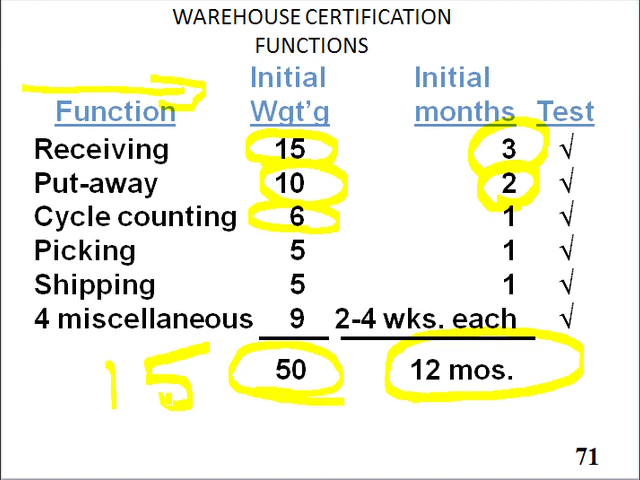 WAREHOUSE CERTIFICATION
FUNCTIONS
Initial Initial
Function Wgt'g months Test
Receiving 15 3 √
Put-away 10 2 √
Cycle counting 6 1 √
Picking 5 1 √
Shipping 5 1 √
4 miscellaneous 9 2-4 wks. each √
15 50 12 mos.
71